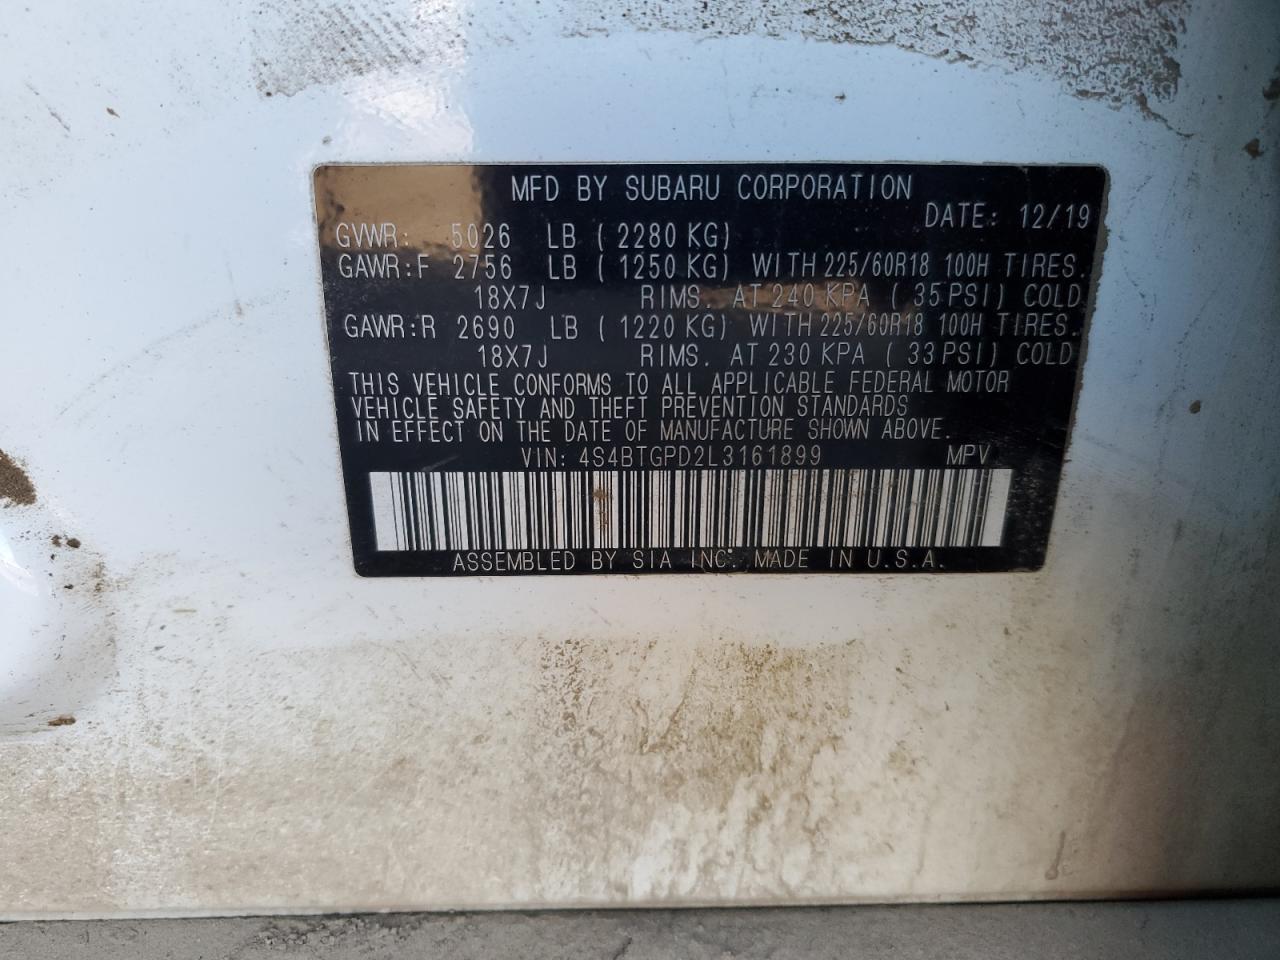 MFD BY SUBARU CORPORATION
DATE: 12/19
GVWR: 5026 LB (2280 KG)
GAWR:F 2756 LB (1250 KG) WITH 225/60R18 100H TIRES.
18X7J RIMS. AT 240 KPA (35 PSI) COLD
GAWR:R 2690 LB (1220 KG) WITH 225/60R18 100H TIRES.
18X7J RIMS. AT 230 KPA (33 PSI) COLD
THIS VEHICLE CONFORMS TO ALL APPLICABLE FEDERAL MOTOR
VEHICLE SAFETY AND THEFT PREVENTION STANDARDS
IN EFFECT ON THE DATE OF MANUFACTURE SHOWN ABOVE.
VIN: 4S4BTGPD2L3161899 MPV
ASSEMBLED BY SIA INC. MADE IN U.S.A.